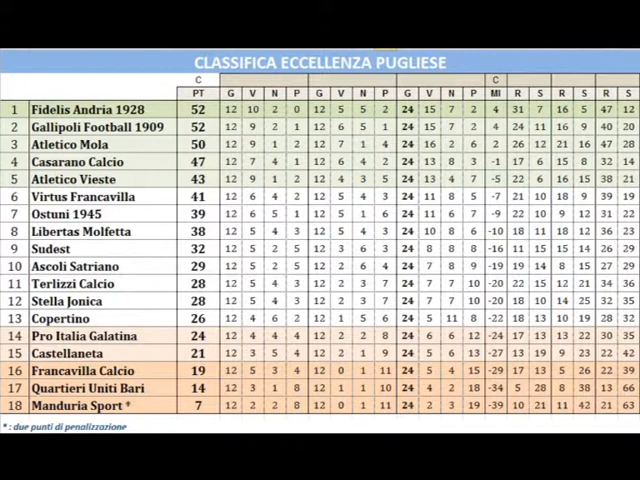 CLASSIFICA ECCELLENZA PUGLIESE
C C
PT G V N P G V N P G V N P MI R S R S R S
1 Fidelis Andria 1928 52 12 10 2 0 12 5 5 2 24 15 7 2 4 31 7 16 5 47 12
2 Gallipoli Football 1909 52 12 9 2 1 12 6 5 1 24 15 7 2 4 24 11 16 9 40 20
3 Atletico Mola 50 12 9 1 2 12 7 1 4 24 16 2 6 2 26 12 21 16 47 28
4 Casarano Calcio 47 12 7 4 1 12 6 4 2 24 13 8 3 -1 17 6 15 8 32 14
5 Atletico Vieste 43 12 9 1 2 12 4 3 5 24 13 4 7 -5 22 6 16 15 38 21
6 Virtus Francavilla 41 12 6 4 2 12 5 4 3 24 11 8 5 -7 21 10 18 9 39 19
7 Ostuni 1945 39 12 6 5 1 12 5 1 6 24 11 6 7 -9 22 10 9 12 31 22
8 Libertas Molfetta 38 12 5 4 3 12 5 4 3 24 10 8 6 -10 18 11 18 12 36 23
9 Sudest 32 12 5 2 5 12 3 6 3 24 8 8 8 -16 11 15 15 14 26 29
10 Ascoli Satriano 29 12 5 2 5 12 2 6 4 24 7 8 9 -19 19 14 8 15 27 29
11 Terlizzi Calcio 28 12 5 4 3 12 2 3 7 24 7 7 10 -20 22 15 12 21 34 36
12 Stella Jonica 28 12 5 4 3 12 2 3 7 24 7 7 10 -20 18 10 14 25 32 35
13 Copertino 26 12 4 6 2 12 1 5 6 24 5 11 8 -22 18 13 10 19 28 32
14 Pro Italia Galatina 24 12 4 4 4 12 2 2 8 24 6 6 12 -24 17 13 13 22 30 35
15 Castellaneta 21 12 3 5 4 12 2 1 9 24 5 6 13 -27 13 19 9 23 22 42
16 Francavilla Calcio 19 12 5 3 4 12 0 1 11 24 5 4 15 -29 17 13 5 26 22 39
17 Quartieri Uniti Bari 14 12 3 1 8 12 1 1 10 24 4 2 18 -34 5 28 8 38 13 66
18 Manduria Sport * 7 12 2 2 8 12 0 1 11 24 2 3 19 -39 10 21 11 42 21 63
* : due punti di penalizzazione